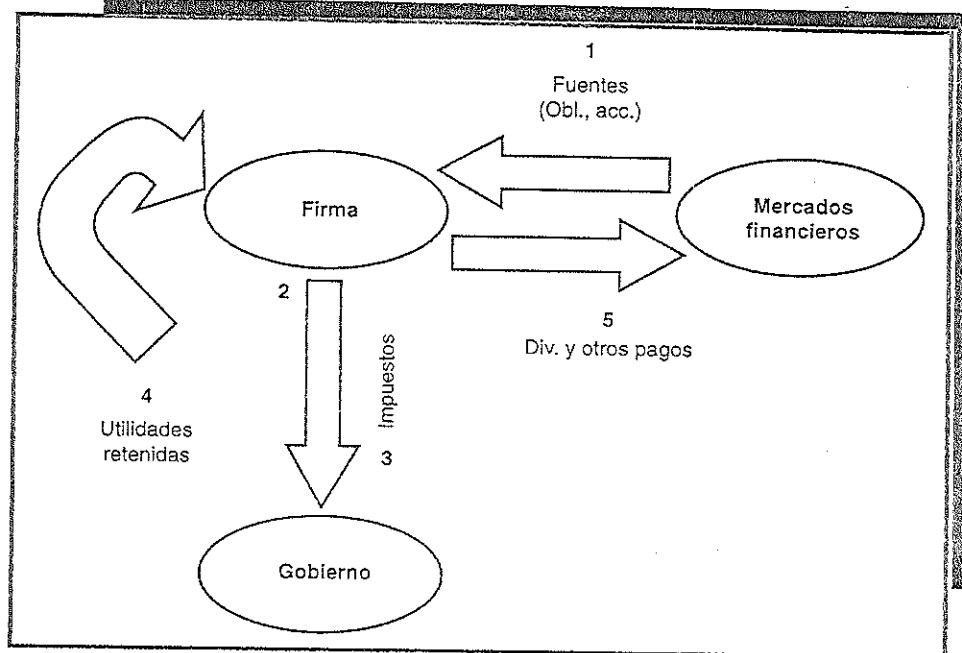 1
Fuentes
(Obl., acc.)
Firma
Mercados
financieros
2
5
Div. y otros pagos
Impuestos
4
Utilidades
retenidas
3
Gobierno